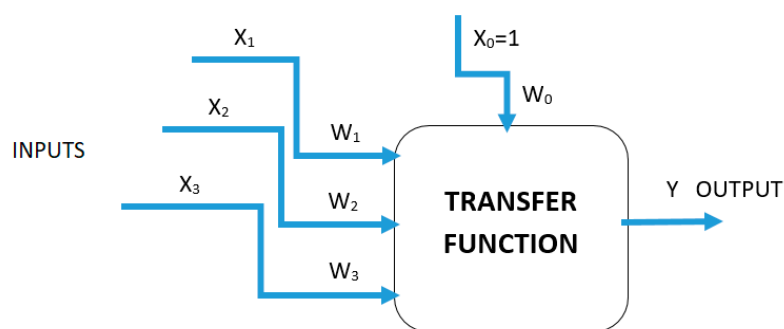 X₁
X₀=1
X₂
W₀
W₁
INPUTS
X₃
W₂
TRANSFER
FUNCTION
Y OUTPUT
W₃